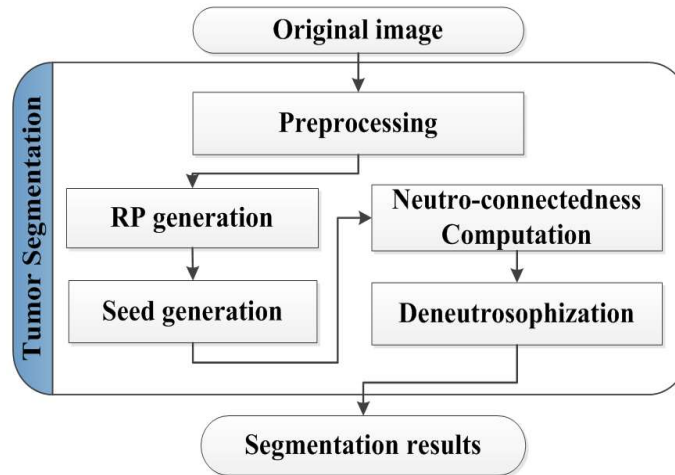 Original image
Tumor Segmentation
Preprocessing
RP generation
Seed generation
Neutro-connectedness
Computation
Deneutrosophization
Segmentation results